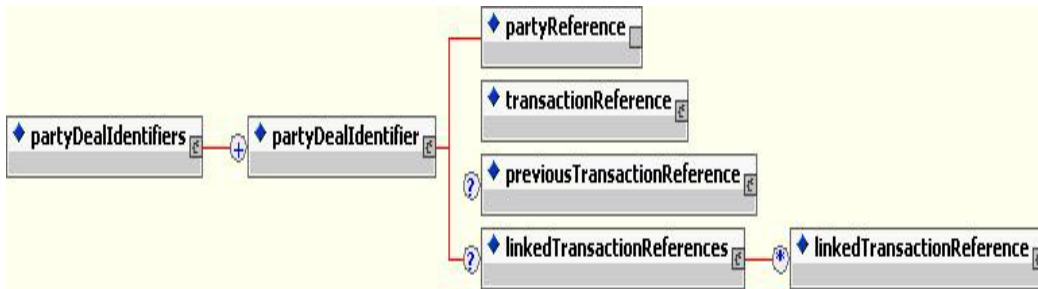 partyReference
transactionReference
partyDealIdentifiers + partyDealIdentifier
? previousTransactionReference
? linkedTransactionReferences * linkedTransactionReference